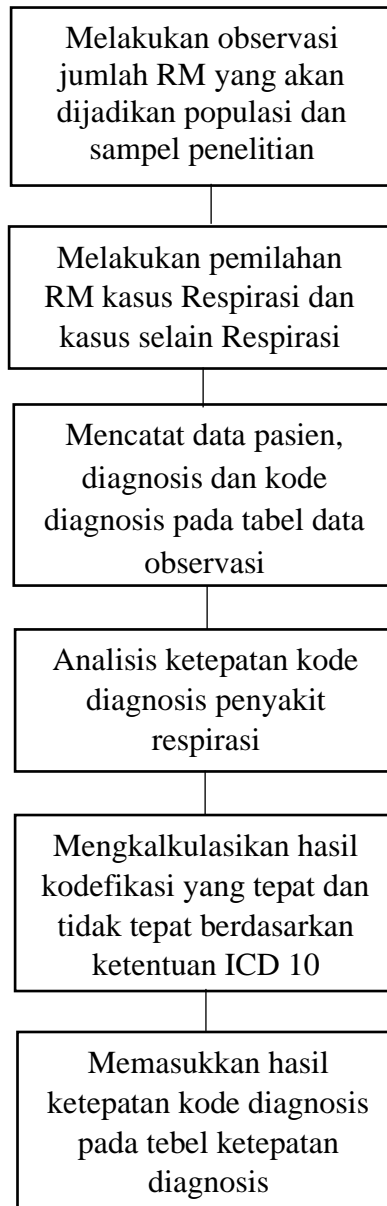 Melakukan observasi
jumlah RM yang akan
dijadikan populasi dan
sampel penelitian
Melakukan pemilahan
RM kasus Respirasi dan
kasus selain Respirasi
Mencatat data pasien,
diagnosis dan kode
diagnosis pada tabel data
observasi
Analisis ketepatan kode
diagnosis penyakit
respirasi
Mengkalkulasikan hasil
kodefikasi yang tepat dan
tidak tepat berdasarkan
ketentuan ICD 10
Memasukkan hasil
ketepatan kode diagnosis
pada tebel ketepatan
diagnosis